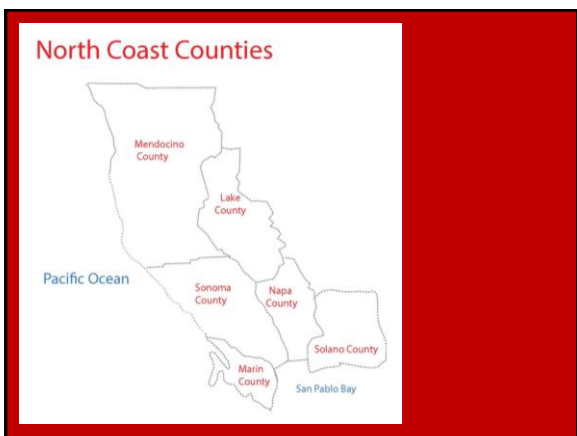 North Coast Counties
Mendocino
County
Lake
County
Pacific Ocean
Sonoma
County
Napa
County
Solano County
Marin
County
San Pablo Bay